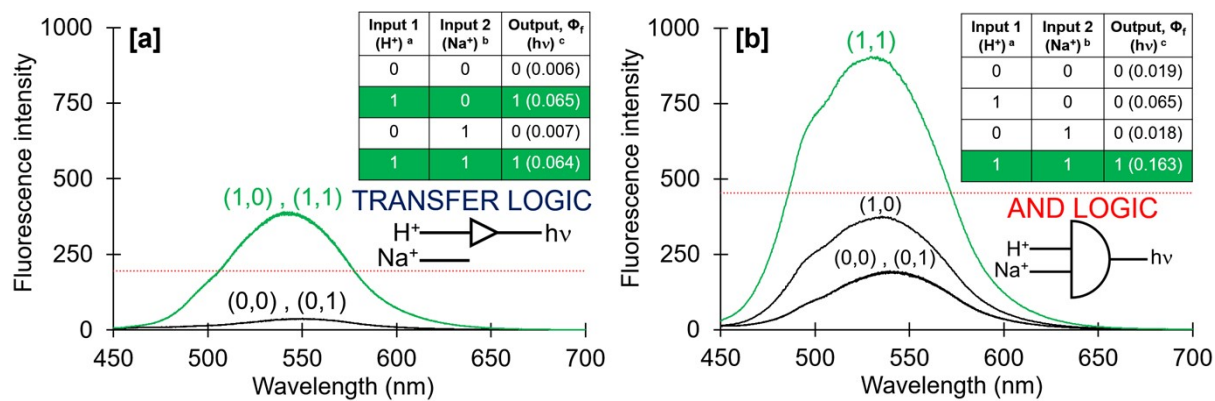 [a]
Fluorescence intensity
1000
750
500
250
0
450 500 550 600 650 700
Wavelength (nm)
Input 1 (H⁺) ᵃ Input 2 (Na⁺) ᵇ Output, Φf (hν) ᶜ
0 0 0 (0.006)
1 0 1 (0.065)
0 1 0 (0.007)
1 1 1 (0.064)
(1,0) , (1,1)
TRANSFER LOGIC
H⁺ hν
Na⁺
(0,0) , (0,1)
[b]
Fluorescence intensity
1000
750
500
250
0
450 500 550 600 650 700
Wavelength (nm)
Input 1 (H⁺) ᵃ Input 2 (Na⁺) ᵇ Output, Φf (hν) ᶜ
0 0 0 (0.019)
1 0 0 (0.065)
0 1 0 (0.018)
1 1 1 (0.163)
(1,1)
AND LOGIC
(1,0)
H⁺
Na⁺ hν
(0,0) , (0,1)